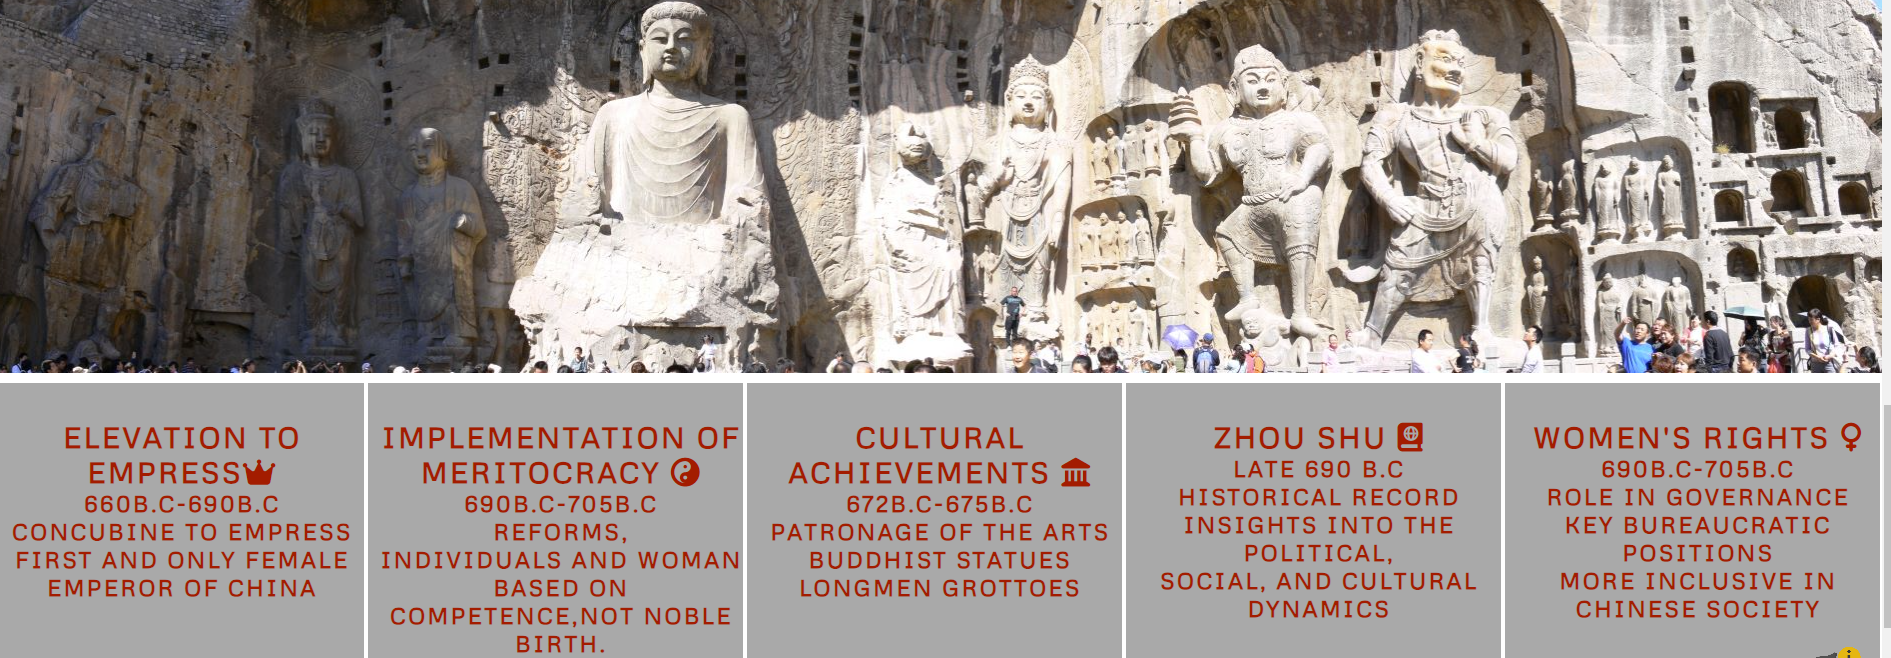 ELEVATION TO
EMPRESS
660B.C-690B.C
CONCUBINE TO EMPRESS
FIRST AND ONLY FEMALE
EMPEROR OF CHINA
IMPLEMENTATION OF
MERITOCRACY
690B.C-705B.C
REFORMS,
INDIVIDUALS AND WOMAN
BASED ON
COMPETENCE,NOT NOBLE
BIRTH.
CULTURAL
ACHIEVEMENTS
672B.C-675B.C
PATRONAGE OF THE ARTS
BUDDHIST STATUES
LONGMEN GROTTOES
ZHOU SHU
LATE 690 B.C
HISTORICAL RECORD
INSIGHTS INTO THE
POLITICAL,
SOCIAL, AND CULTURAL
DYNAMICS
WOMEN'S RIGHTS
690B.C-705B.C
ROLE IN GOVERNANCE
KEY BUREAUCRATIC
POSITIONS
MORE INCLUSIVE IN
CHINESE SOCIETY